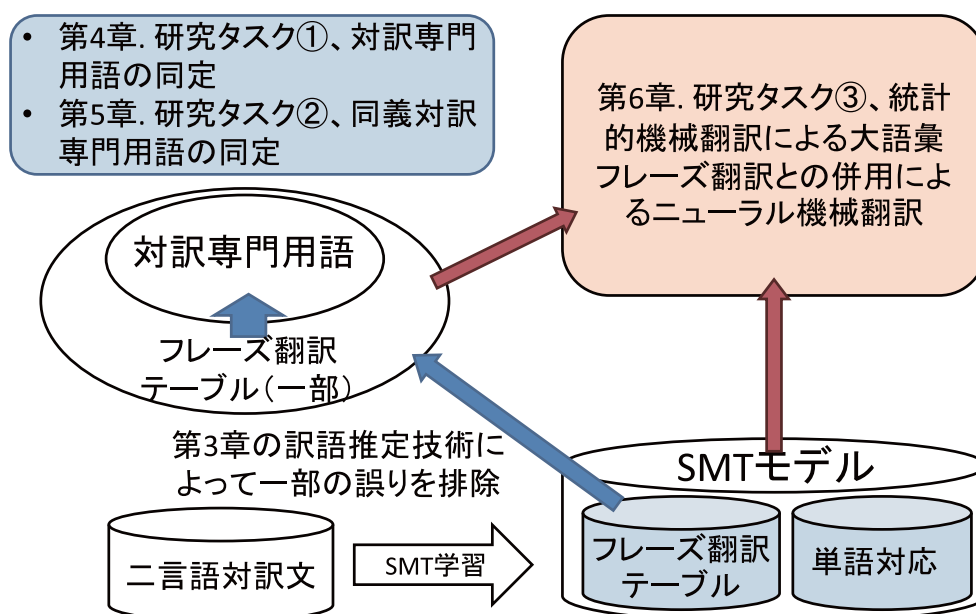 • 第4章. 研究タスク①、対訳専門
用語の同定
• 第5章. 研究タスク②、同義対訳
専門用語の同定
第6章. 研究タスク③、統計
的機械翻訳による大語彙
フレーズ翻訳との併用によ
るニューラル機械翻訳
対訳専門用語
フレーズ翻訳
テーブル(一部)
第3章の訳語推定技術に
よって一部の誤りを排除
SMTモデル
二言語対訳文
SMT学習
フレーズ翻訳
テーブル
単語対応